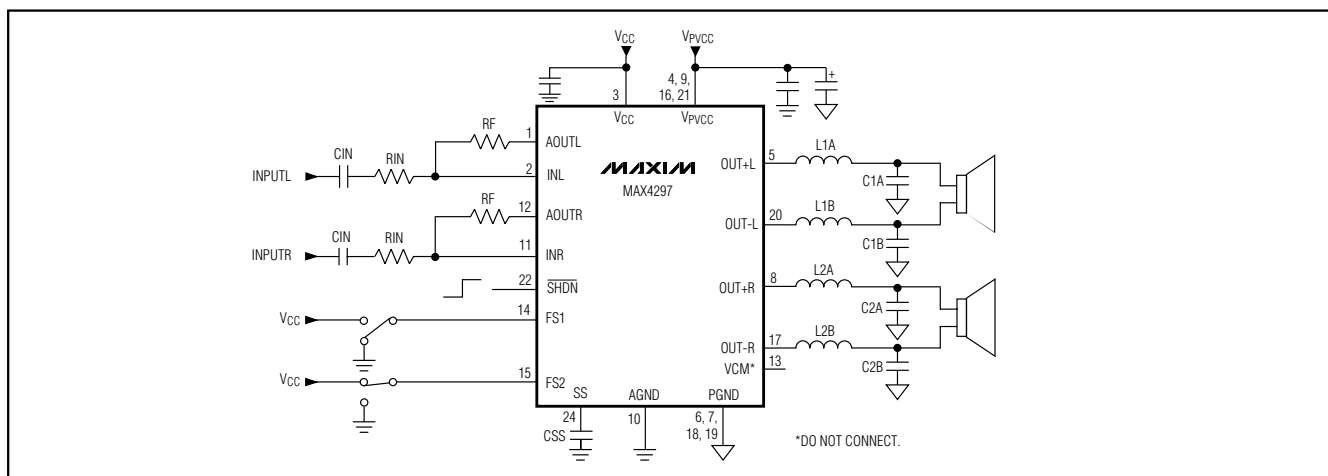 VCC
VPVCC
+
4, 9,
16, 21
3
VCC
VPVCC
RF
1
AOUTL
MAXIM
MAX4297
OUT+L
5
L1A
CIN
RIN
INPUTL
2
INL
C1A
RF
12
AOUTR
OUT-L
20
L1B
CIN
RIN
INPUTR
11
INR
C1B
22
SHDN
OUT+R
8
L2A
VCC
14
FS1
C2A
OUT-R
17
L2B
VCM*
13
C2B
VCC
15
FS2
SS
AGND
PGND
24
10
6, 7,
18, 19
CSS
*DO NOT CONNECT.